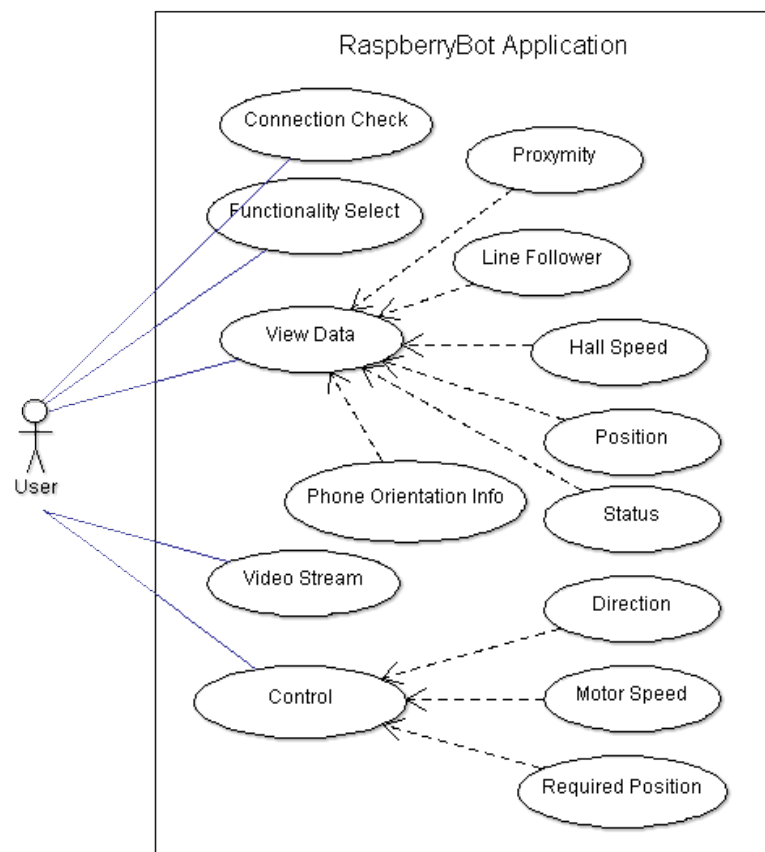 RaspberryBot Application
Connection Check
Proxymity
Functionality Select
Line Follower
View Data
Hall Speed
Position
User
Phone Orientation Info
Status
Video Stream
Direction
Control
Motor Speed
Required Position